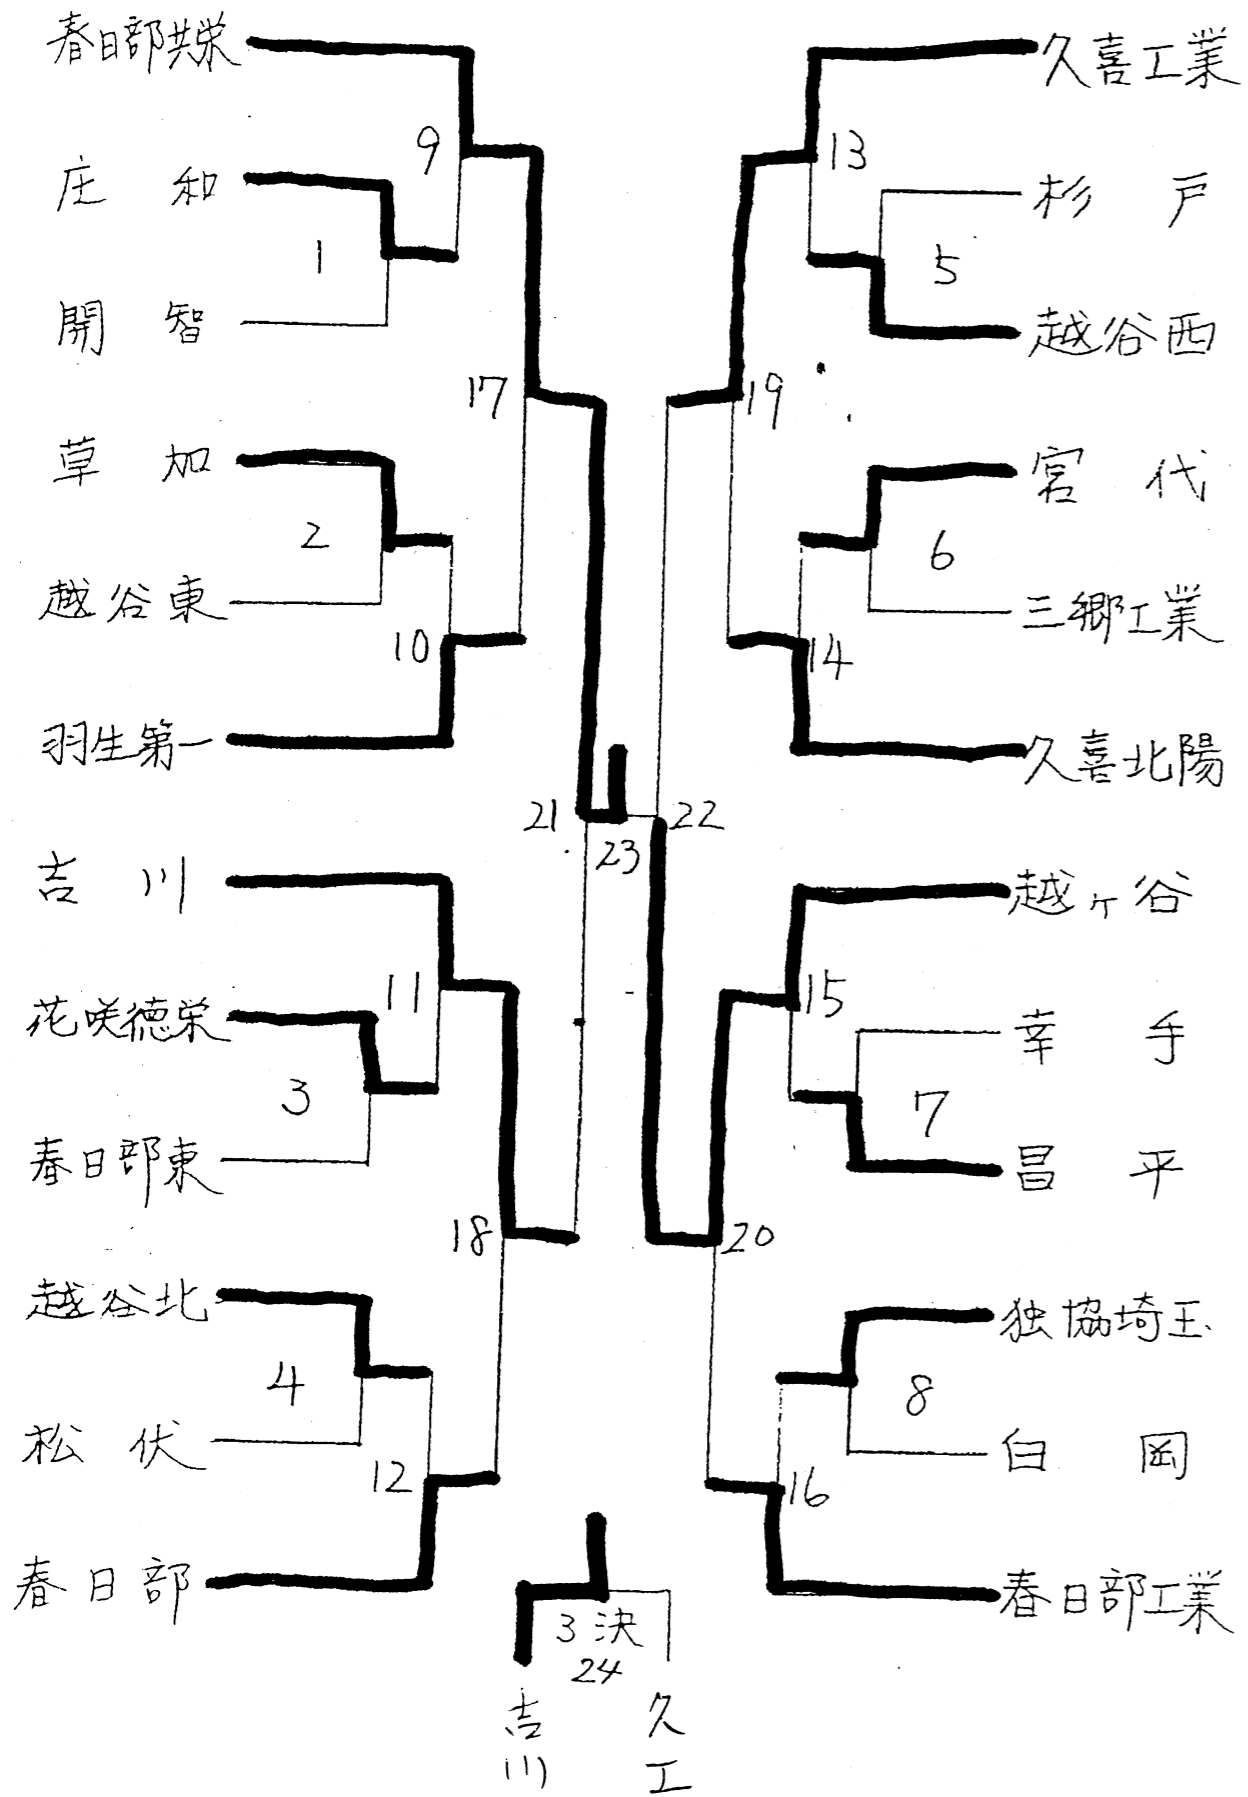 春日部共栄
庄和
開智
草加
越谷東
羽生第一
吉川
花咲徳栄
春日部東
越谷北
松伏
春日部
9
1
17
2
10
21
11
3
18
4
12
23
久喜工業
杉戸
越谷西
宮代
三郷工業
久喜北陽
越ヶ谷
幸手
昌平
独協埼玉
白岡
春日部工業
13
5
19
6
14
22
15
7
20
8
16
3決
24
吉川
久工